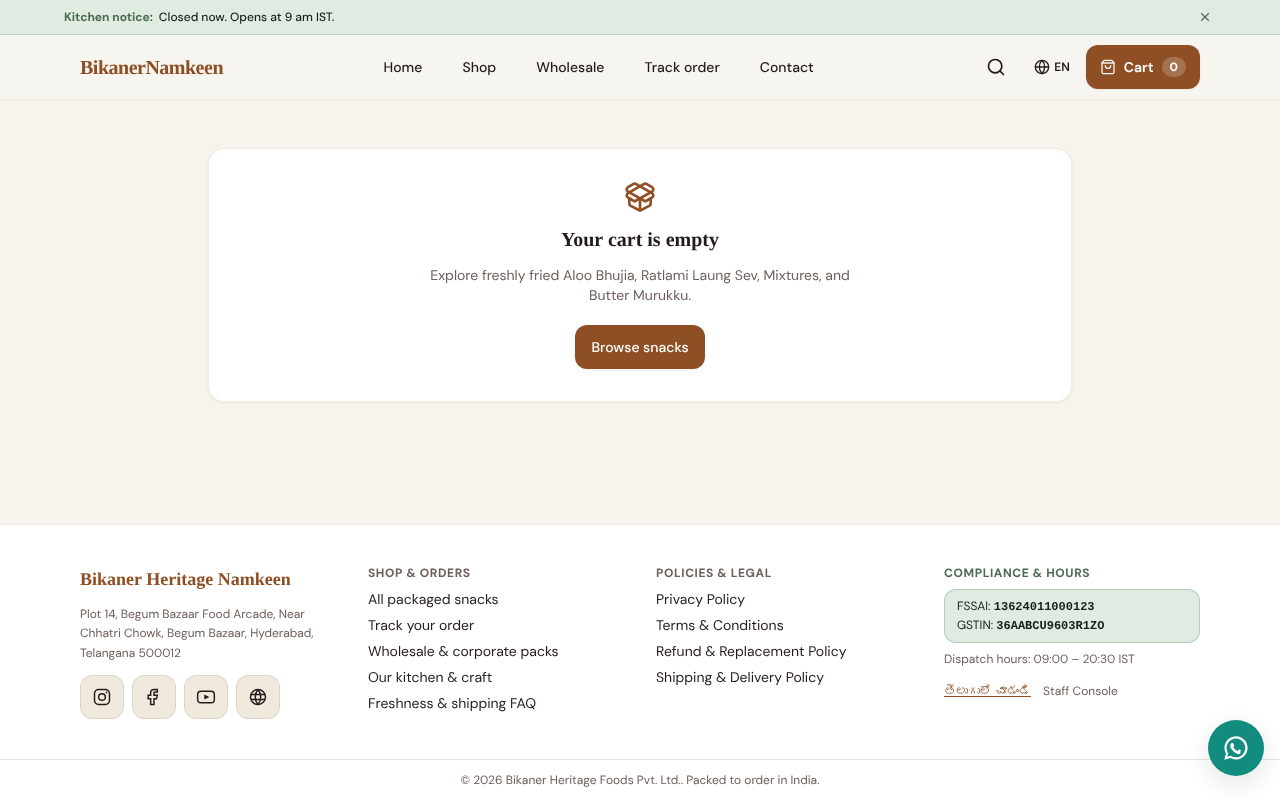 Kitchen notice: Closed now. Opens at 9 am IST.
BikanerNamkeen
Home
Shop
Wholesale
Track order
Contact
EN
Cart 0
Your cart is empty
Explore freshly fried Aloo Bhujia, Ratlami Laung Sev, Mixtures, and
Butter Murukku.
Browse snacks
Bikaner Heritage Namkeen
Plot 14, Begum Bazaar Food Arcade, Near
Chhatri Chowk, Begum Bazaar, Hyderabad,
Telangana 500012
SHOP & ORDERS
All packaged snacks
Track your order
Wholesale & corporate packs
Our kitchen & craft
Freshness & shipping FAQ
POLICIES & LEGAL
Privacy Policy
Terms & Conditions
Refund & Replacement Policy
Shipping & Delivery Policy
COMPLIANCE & HOURS
FSSAI: 13624011000123
GSTIN: 36AABCU9603R1ZO
Dispatch hours: 09:00 – 20:30 IST
తెలుగులో చూడండి
Staff Console
© 2026 Bikaner Heritage Foods Pvt. Ltd.. Packed to order in India.